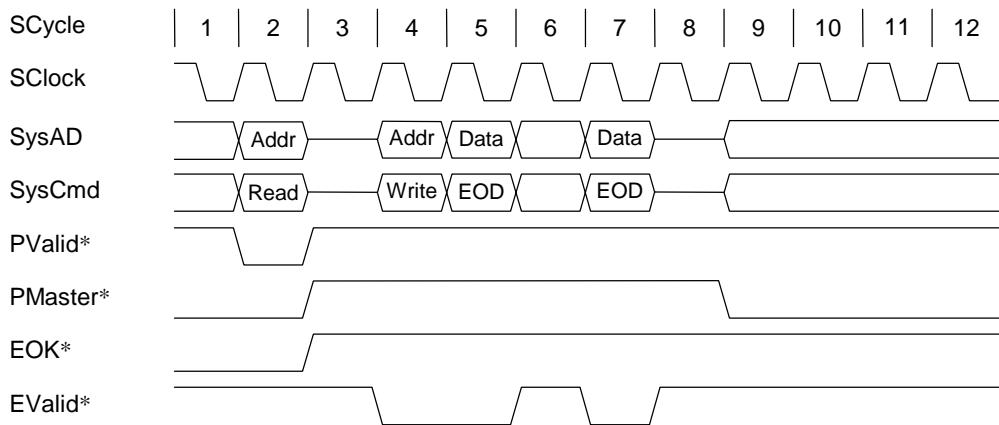 SCycle 1 2 3 4 5 6 7 8 9 10 11 12
SClock
SysAD Addr Addr Data Data
SysCmd Read Write EOD EOD
PValid*
PMaster*
EOK*
EValid*